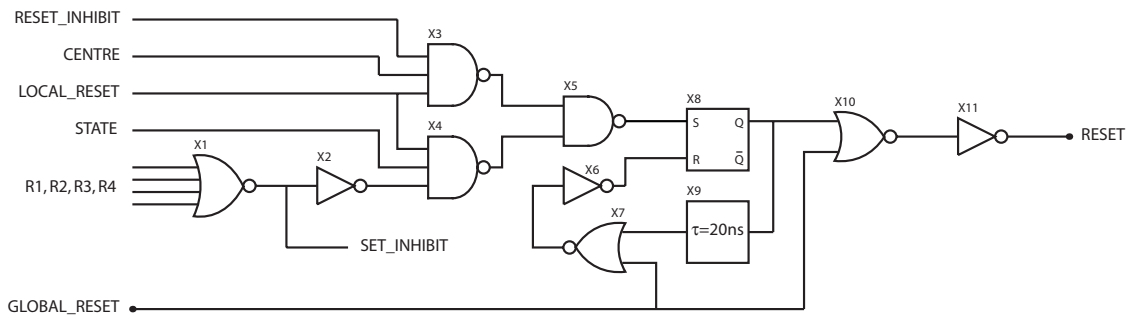 RESET_INHIBIT
X3
CENTRE
LOCAL_RESET
X5
X8
S
Q
X10
X11
RESET
STATE
X4
X1
X2
X6
R
Q̅
R1, R2, R3, R4
X7
X9
τ=20ns
SET_INHIBIT
GLOBAL_RESET